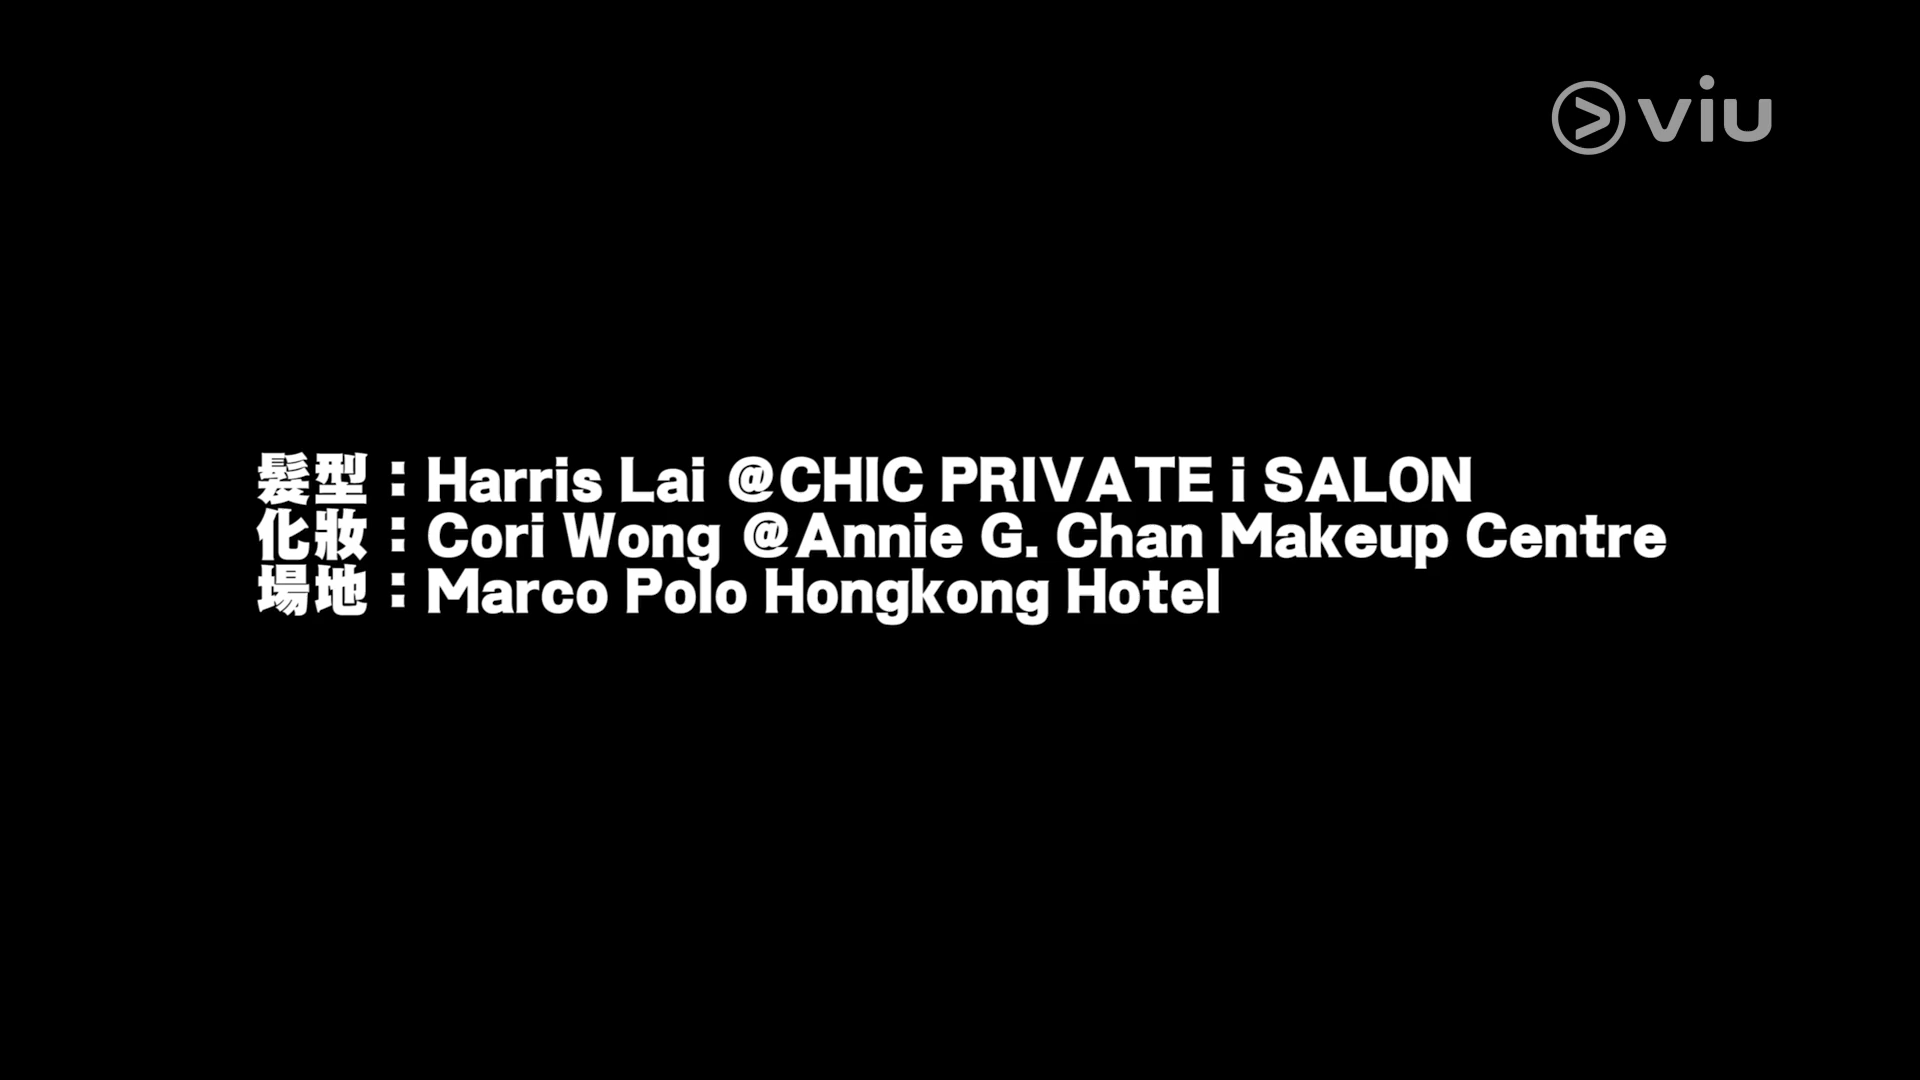 viu
髮型：Harris Lai @CHIC PRIVATE i SALON
化妝：Cori Wong @Annie G. Chan Makeup Centre
場地：Marco Polo Hongkong Hotel